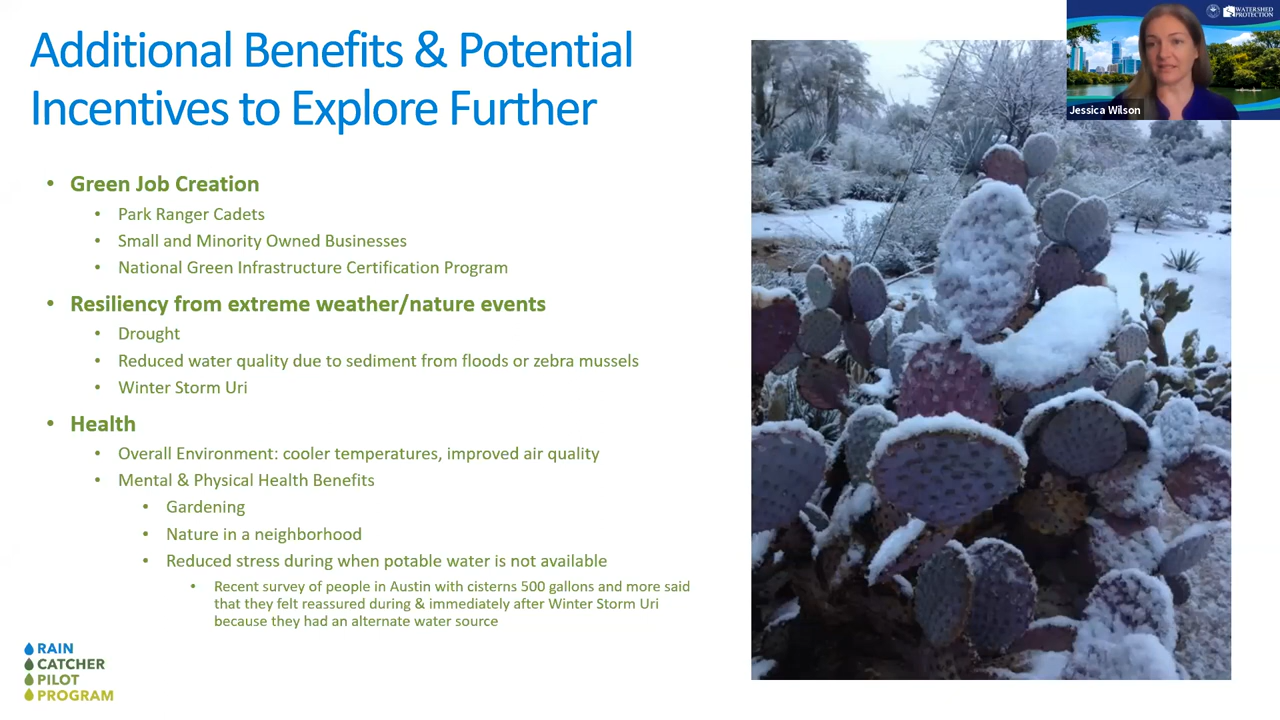 Additional Benefits & Potential
Incentives to Explore Further
• Green Job Creation
• Park Ranger Cadets
• Small and Minority Owned Businesses
• National Green Infrastructure Certification Program
• Resiliency from extreme weather/nature events
• Drought
• Reduced water quality due to sediment from floods or zebra mussels
• Winter Storm Uri
• Health
• Overall Environment: cooler temperatures, improved air quality
• Mental & Physical Health Benefits
• Gardening
• Nature in a neighborhood
• Reduced stress during when potable water is not available
• Recent survey of people in Austin with cisterns 500 gallons and more said
that they felt reassured during & immediately after Winter Storm Uri
because they had an alternate water source
RAIN
CATCHER
PILOT
PROGRAM
WATERSHED
PROTECTION
Jessica Wilson